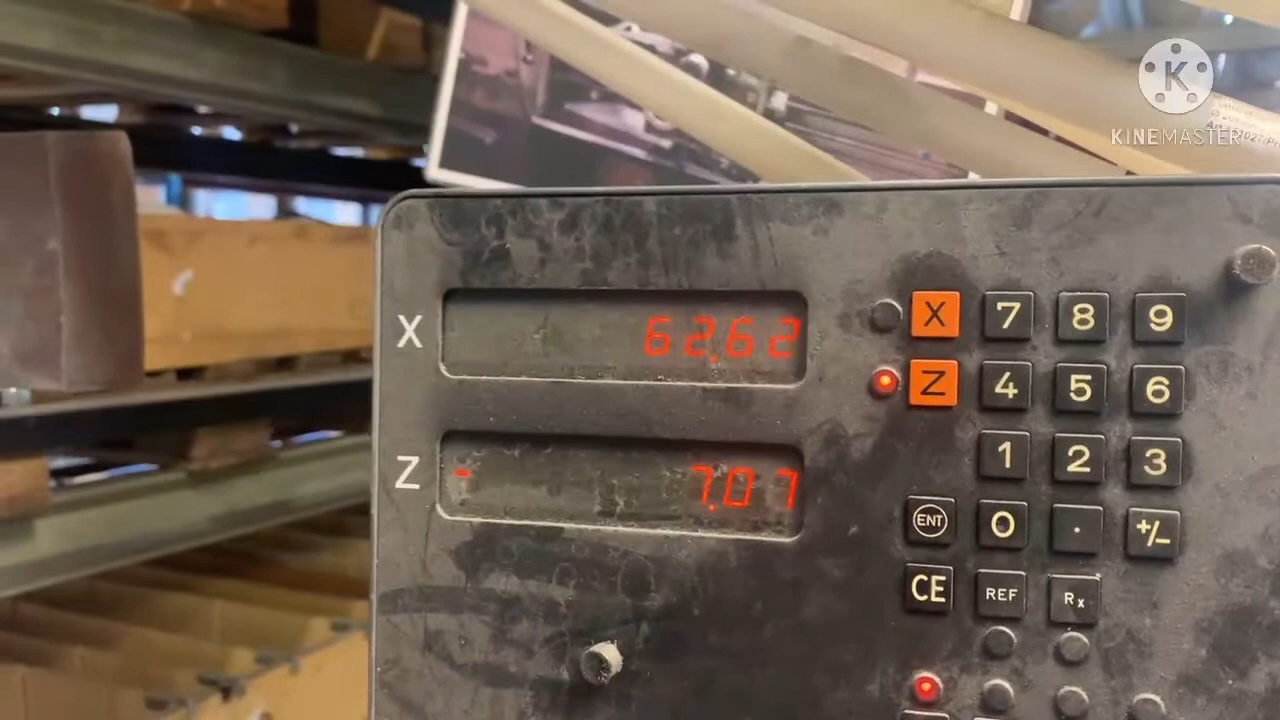 K
KINEMASTER
X 62.62
Z - 7.07
X 7 8 9
Z 4 5 6
1 2 3
ENT 0 . +/-
CE REF Rx